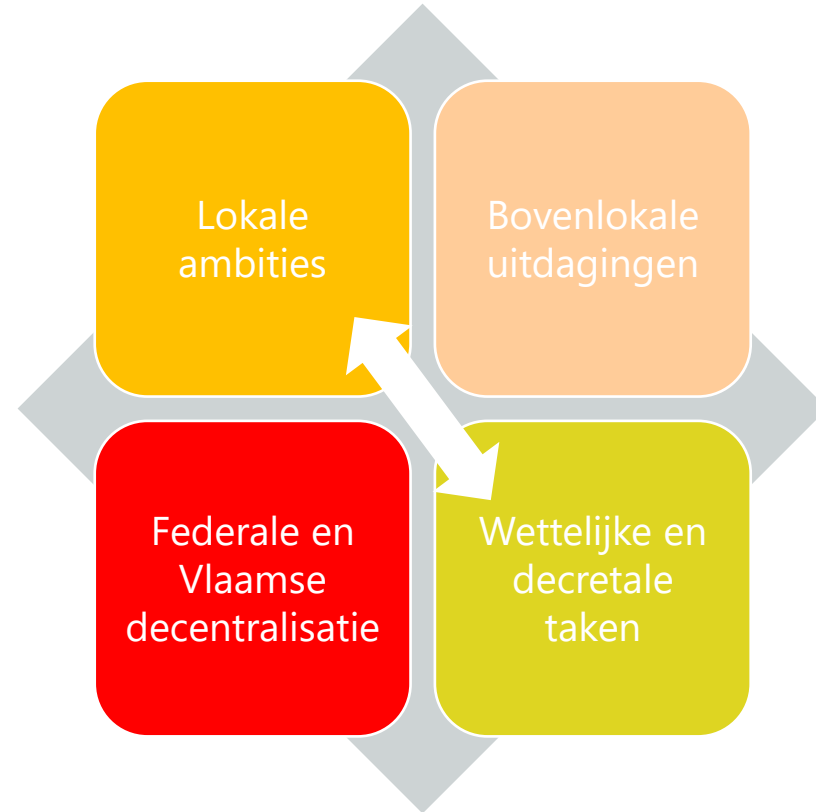 Lokale
ambities
Bovenlokale
uitdagingen
Federale en
Vlaamse
decentralisatie
Wettelijke en
decretale
taken